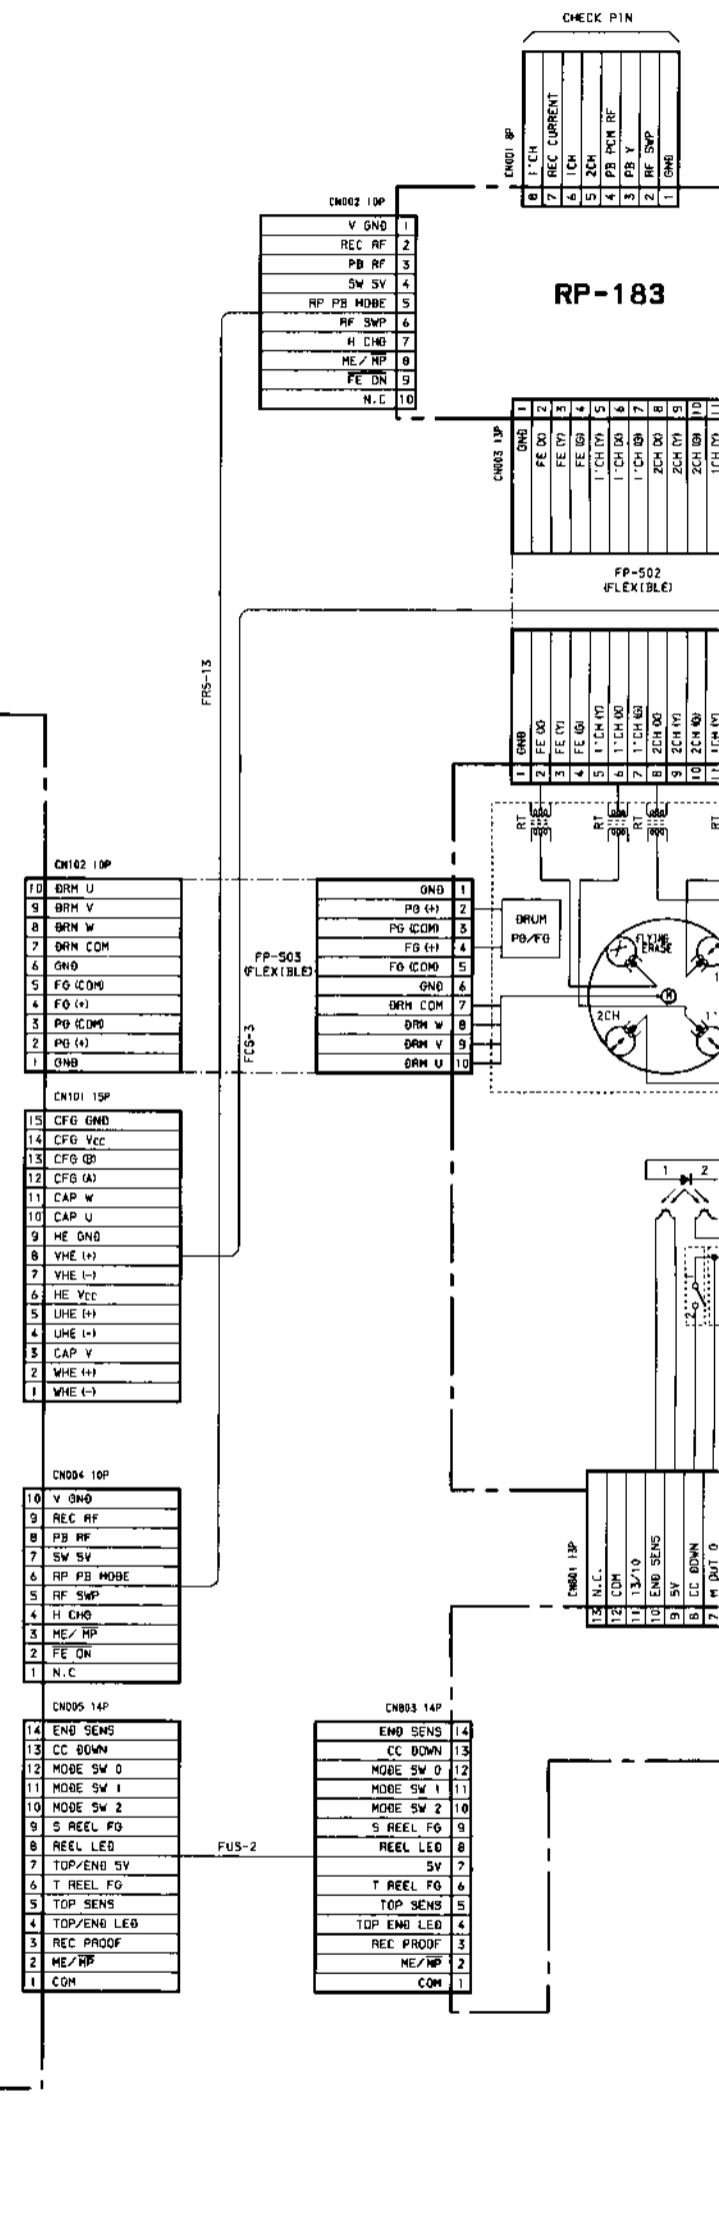 CHECK PIN
CN001 8P
8 1'CH
7 REC CURRENT
6 1CH
5 2CH
4 PB PCM RF
3 PB Y
2 RF SWP
1 GND
CN002 10P
V GND 1
REC RF 2
PB RF 3
SW 5V 4
RP PB MODE 5
RF SWP 6
H CHG 7
ME/MP 8
FE ON 9
N.C 10
RP-183
CN003 13P
1 GND
2 FE (X)
3 FE (Y)
4 FE (G)
5 1'CH (Y)
6 1'CH (X)
7 1'CH (G)
8 2CH (X)
9 2CH (Y)
10 2CH (G)
11 1CH (Y)
FP-502
(FLEXIBLE)
1 GND
2 FE (X)
3 FE (Y)
4 FE (G)
5 1'CH (Y)
6 1'CH (X)
7 1'CH (G)
8 2CH (X)
9 2CH (Y)
10 2CH (G)
11 1CH (Y)
FRS-13
RT
RT
RT
RT
CN102 10P
10 DRM U
9 DRM V
8 DRM W
7 DRM COM
6 GND
5 FG (COM)
4 FG (+)
3 PG (COM)
2 PG (+)
1 GND
FP-503
(FLEXIBLE)
FCG-3
GND 1
PG (+) 2
PG (COM) 3
FG (+) 4
FG (COM) 5
GND 6
DRM COM 7
DRM W 8
DRM V 9
DRM U 10
DRUM
PG/FG
FLYING
ERASE
M
2CH
1
1'
CN101 15P
15 CFG GND
14 CFG Vcc
13 CFG (B)
12 CFG (A)
11 CAP W
10 CAP U
9 HE GND
8 VHE (+)
7 VHE (-)
6 HE Vcc
5 UHE (+)
4 UHE (-)
3 CAP V
2 WHE (+)
1 WHE (-)
1 2
1
2
CN004 10P
10 V GND
9 REC RF
8 PB RF
7 SW 5V
6 RP PB MODE
5 RF SWP
4 H CHG
3 ME/MP
2 FE ON
1 N.C
CN801 13P
13 N.C.
12 COM
11 13/10
10 END SENS
9 5V
8 CC DOWN
7 M OUT 0
CN005 14P
14 END SENS
13 CC DOWN
12 MODE SW 0
11 MODE SW 1
10 MODE SW 2
9 S REEL FG
8 REEL LED
7 TOP/END 5V
6 T REEL FG
5 TOP SENS
4 TOP/END LED
3 REC PROOF
2 ME/MP
1 COM
FUS-2
CN803 14P
END SENS 14
CC DOWN 13
MODE SW 0 12
MODE SW 1 11
MODE SW 2 10
S REEL FG 9
REEL LED 8
5V 7
T REEL FG 6
TOP SENS 5
TOP END LED 4
REC PROOF 3
ME/MP 2
COM 1